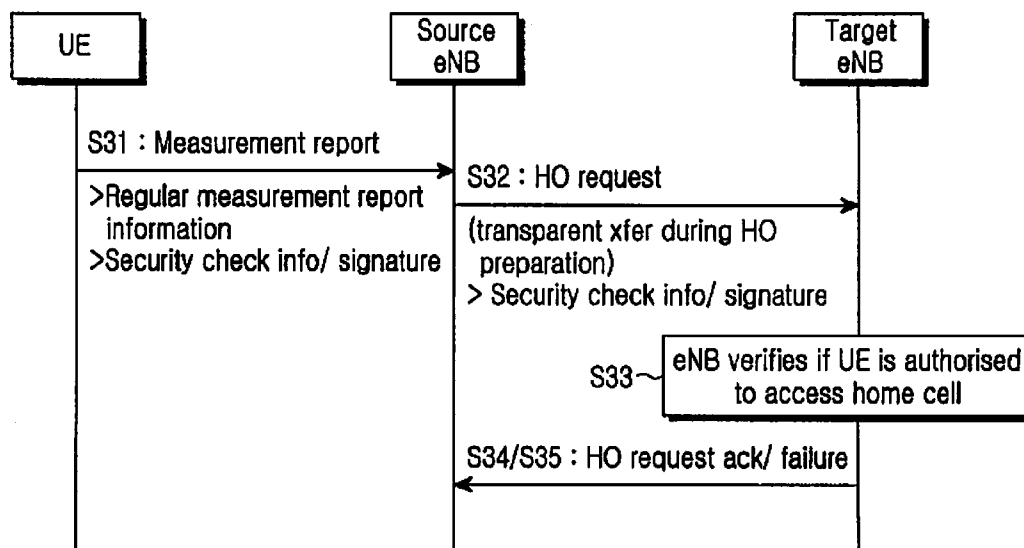 UE
Source
eNB
Target
eNB
S31 : Measurement report
>Regular measurement report
information
>Security check info/ signature
S32 : HO request
(transparent xfer during HO
preparation)
> Security check info/ signature
S33
eNB verifies if UE is authorised
to access home cell
S34/S35 : HO request ack/ failure